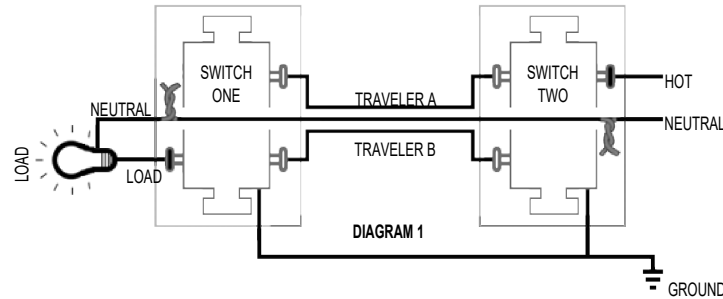 SWITCH
ONE
SWITCH
TWO
HOT
TRAVELER A
NEUTRAL
NEUTRAL
LOAD
LOAD
TRAVELER B
DIAGRAM 1
GROUND